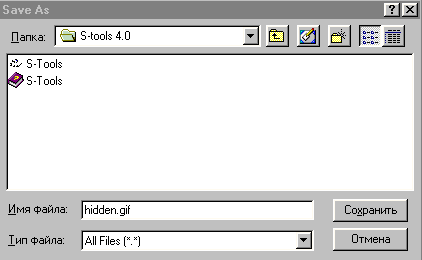 Save As
Папка: S-tools 4.0
S-Tools
S-Tools
Имя файла: hidden.gif Сохранить
Тип файла: All Files (*.*) Отмена